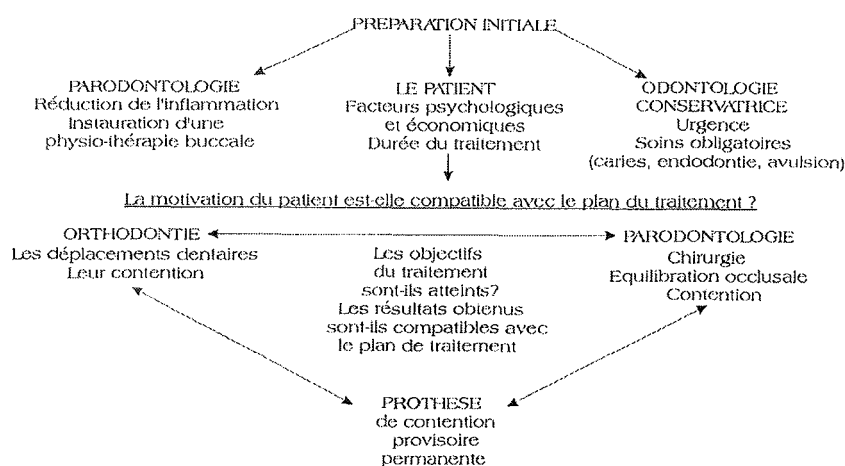 PREPARATION INITIALE
PARODONTOLOGIE
Réduction de l'inflammation
Instauration d'une
physio-thérapie buccale
LE PATIENT
Facteurs psychologiques
et économiques
Durée du traitement
ODONTOLOGIE
CONSERVATRICE
Urgence
Soins obligatoires
(caries, endodontie, avulsion)
La motivation du patient est-elle compatible avec le plan du traitement ?
ORTHODONTIE
Les déplacements dentaires
Leur contention
Les objectifs
du traitement
sont-ils atteints?
Les résultats obtenus
sont-ils compatibles avec
le plan de traitement
PARODONTOLOGIE
Chirurgie
Equilibration occlusale
Contention
PROTHESE
de contention
provisoire
permanente